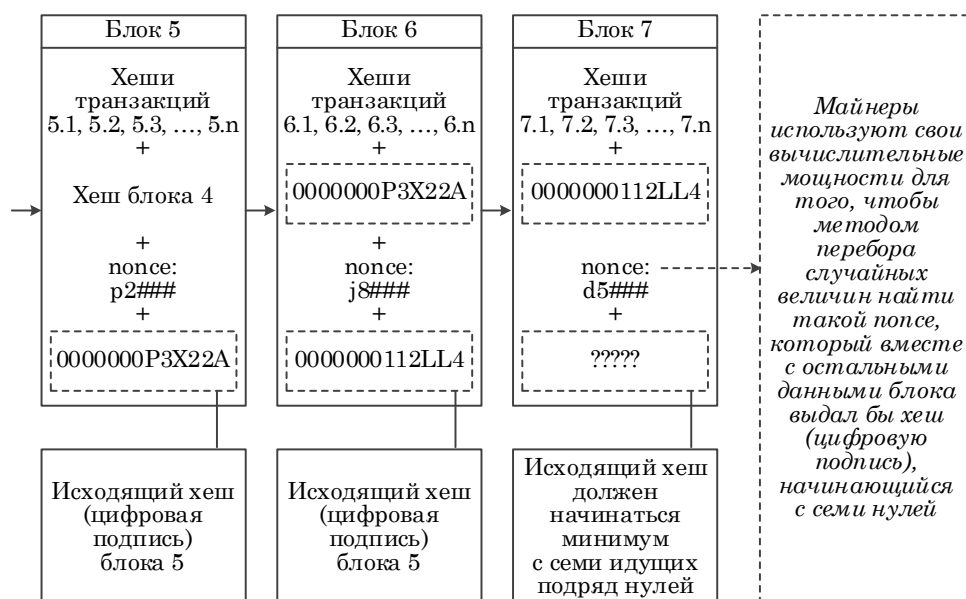 Блок 5
Хеши
транзакций
5.1, 5.2, 5.3, ..., 5.n
+
Хеш блока 4
+
nonce:
p2###
+
0000000P3X22A
Исходящий хеш
(цифровая
подпись)
блока 5
Блок 6
Хеши
транзакций
6.1, 6.2, 6.3, ..., 6.n
+
0000000P3X22A
+
nonce:
j8###
+
0000000112LL4
Исходящий хеш
(цифровая
подпись)
блока 5
Блок 7
Хеши
транзакций
7.1, 7.2, 7.3, ..., 7.n
+
0000000112LL4
+
nonce:
d5###
+
?????
Исходящий хеш
должен
начинаться
минимум
с семи идущих
подряд нулей
Майнеры
используют свои
вычислительные
мощности для
того, чтобы
методом
перебора
случайных
величин найти
такой nonce,
который вместе
с остальными
данными блока
выдал бы хеш
(цифровую
подпись),
начинающийся
с семи нулей